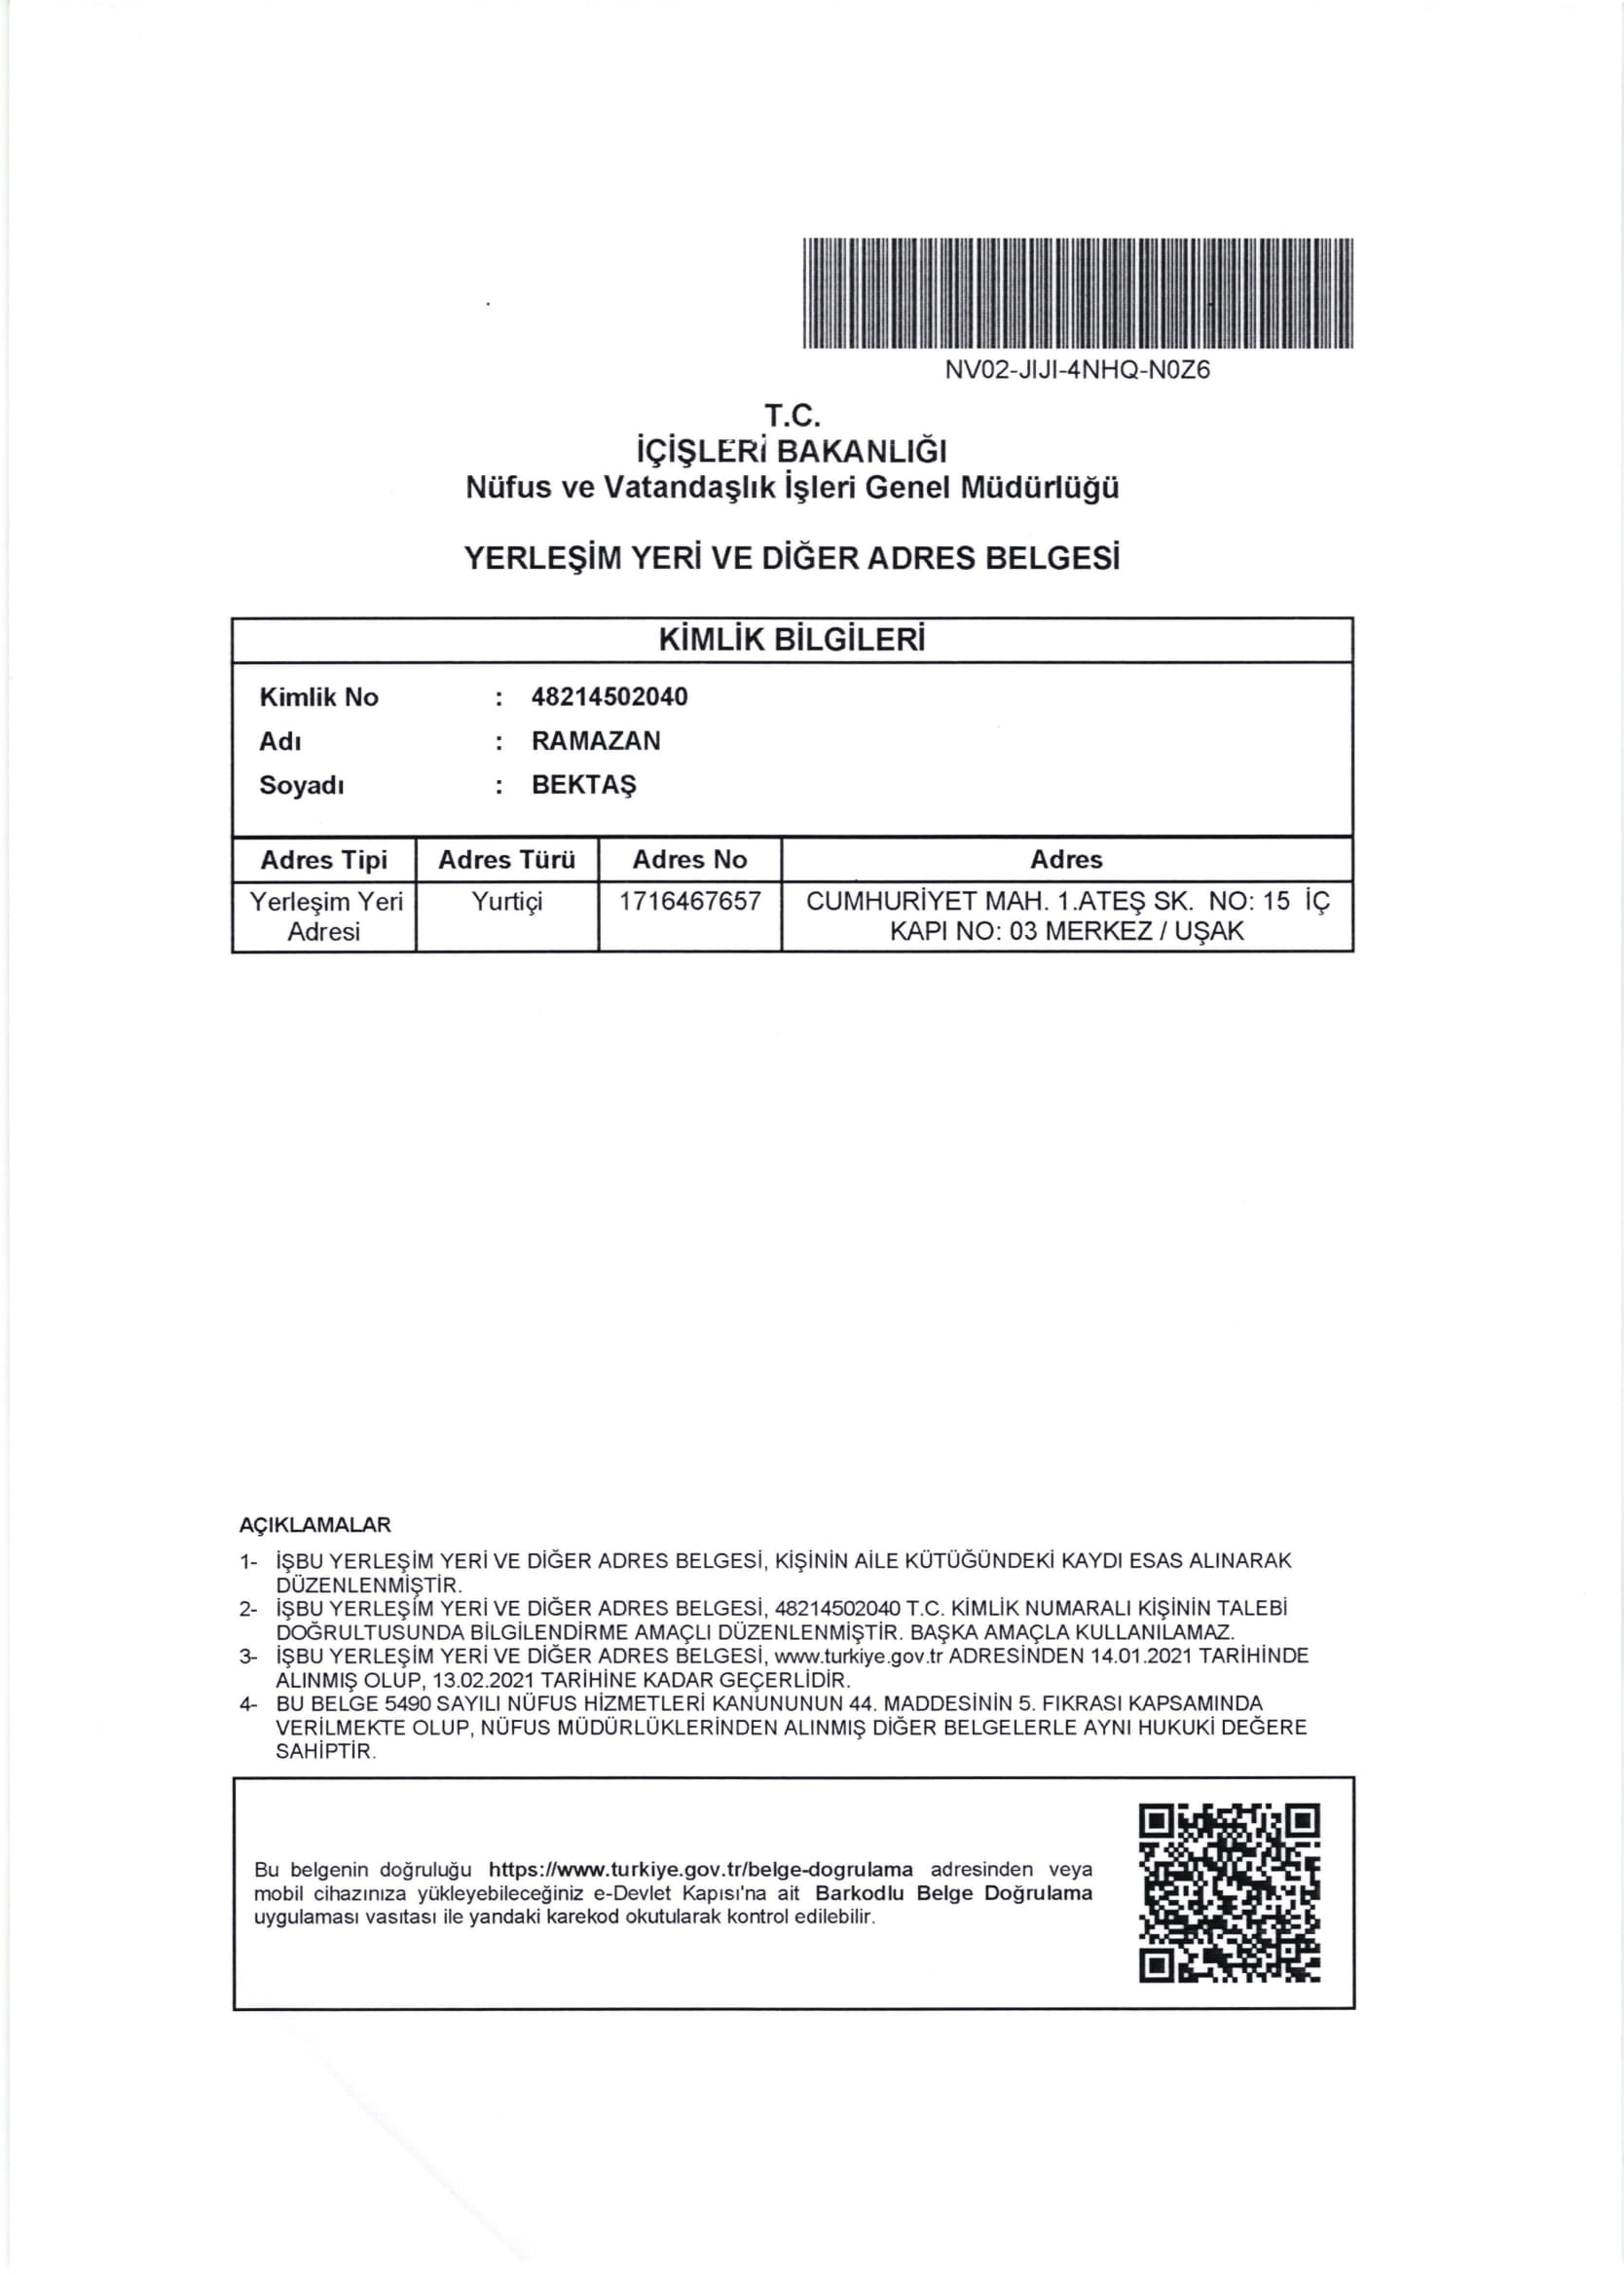 NV02-JIJI-4NHQ-N0Z6
T.C.
İÇİŞLERİ BAKANLIĞI
Nüfus ve Vatandaşlık İşleri Genel Müdürlüğü
YERLEŞİM YERİ VE DİĞER ADRES BELGESİ
KİMLİK BİLGİLERİ
Kimlik No : 48214502040
Adı : RAMAZAN
Soyadı : BEKTAŞ
Adres Tipi Adres Türü Adres No Adres
Yerleşim Yeri Yurtiçi 1716467657 CUMHURİYET MAH. 1.ATEŞ SK. NO: 15 İÇ
Adresi KAPI NO: 03 MERKEZ / UŞAK
AÇIKLAMALAR
1- İŞBU YERLEŞİM YERİ VE DİĞER ADRES BELGESİ, KİŞİNİN AİLE KÜTÜĞÜNDEKİ KAYDI ESAS ALINARAK
DÜZENLENMİŞTİR.
2- İŞBU YERLEŞİM YERİ VE DİĞER ADRES BELGESİ, 48214502040 T.C. KİMLİK NUMARALI KİŞİNİN TALEBİ
DOĞRULTUSUNDA BİLGİLENDİRME AMAÇLI DÜZENLENMİŞTİR. BAŞKA AMAÇLA KULLANILAMAZ.
3- İŞBU YERLEŞİM YERİ VE DİĞER ADRES BELGESİ, www.turkiye.gov.tr ADRESİNDEN 14.01.2021 TARİHİNDE
ALINMIŞ OLUP, 13.02.2021 TARİHİNE KADAR GEÇERLİDİR.
4- BU BELGE 5490 SAYILI NÜFUS HİZMETLERİ KANUNUNUN 44. MADDESİNİN 5. FIKRASI KAPSAMINDA
VERİLMEKTE OLUP, NÜFUS MÜDÜRLÜKLERİNDEN ALINMIŞ DİĞER BELGELERLE AYNI HUKUKİ DEĞERE
SAHİPTİR.
Bu belgenin doğruluğu https://www.turkiye.gov.tr/belge-dogrulama adresinden veya
mobil cihazınıza yükleyebileceğiniz e-Devlet Kapısı'na ait Barkodlu Belge Doğrulama
uygulaması vasıtası ile yandaki karekod okutularak kontrol edilebilir.